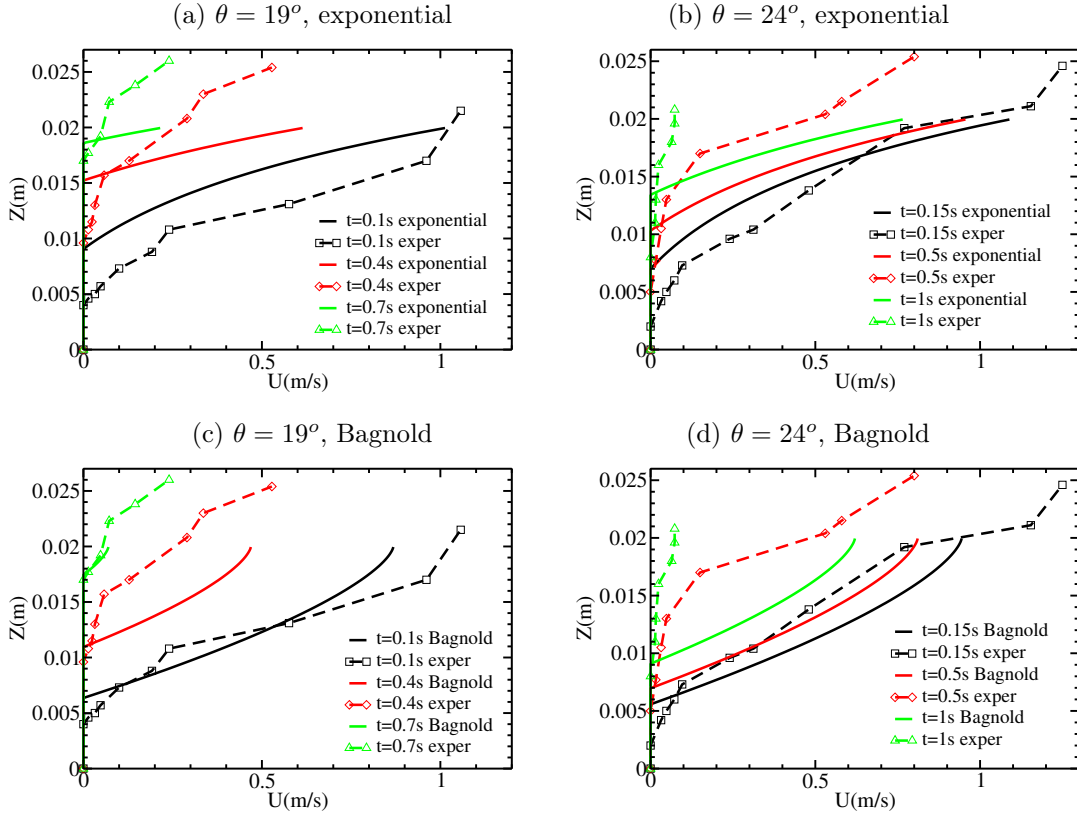 (a) θ = 19°, exponential
0.025
0.02
0.015
0.01
0.005
0
Z(m)
0
0.5
1
U(m/s)
t=0.1s exponential
t=0.1s exper
t=0.4s exponential
t=0.4s exper
t=0.7s exponential
t=0.7s exper
(b) θ = 24°, exponential
0.025
0.02
0.015
0.01
0.005
0
Z(m)
0
0.5
1
U(m/s)
t=0.15s exponential
t=0.15s exper
t=0.5s exponential
t=0.5s exper
t=1s exponential
t=1s exper
(c) θ = 19°, Bagnold
0.025
0.02
0.015
0.01
0.005
0
Z(m)
0
0.5
1
U(m/s)
t=0.1s Bagnold
t=0.1s exper
t=0.4s Bagnold
t=0.4s exper
t=0.7s Bagnold
t=0.7s exper
(d) θ = 24°, Bagnold
0.025
0.02
0.015
0.01
0.005
0
Z(m)
0
0.5
1
U(m/s)
t=0.15s Bagnold
t=0.15s exper
t=0.5s Bagnold
t=0.5s exper
t=1s Bagnold
t=1s exper